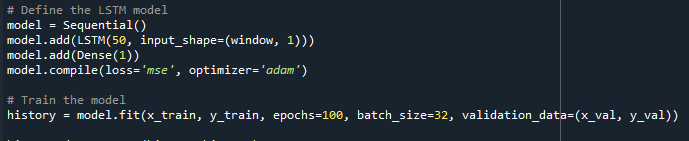 # Define the LSTM model
model = Sequential()
model.add(LSTM(50, input_shape=(window, 1)))
model.add(Dense(1))
model.compile(loss='mse', optimizer='adam')
# Train the model
history = model.fit(x_train, y_train, epochs=100, batch_size=32, validation_data=(x_val, y_val))